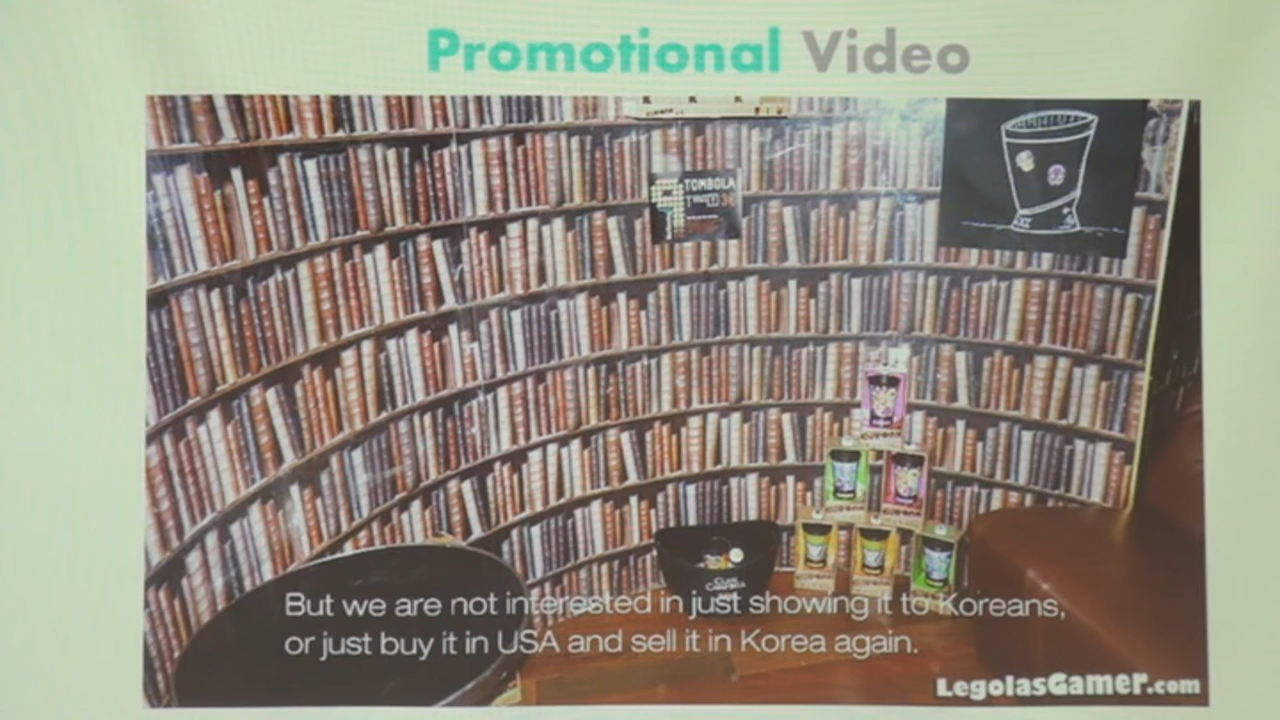 Promotional Video
TOMBOLA
But we are not interested in just showing it to Koreans,
or just buy it in USA and sell it in Korea again.
LegolasGamer.com